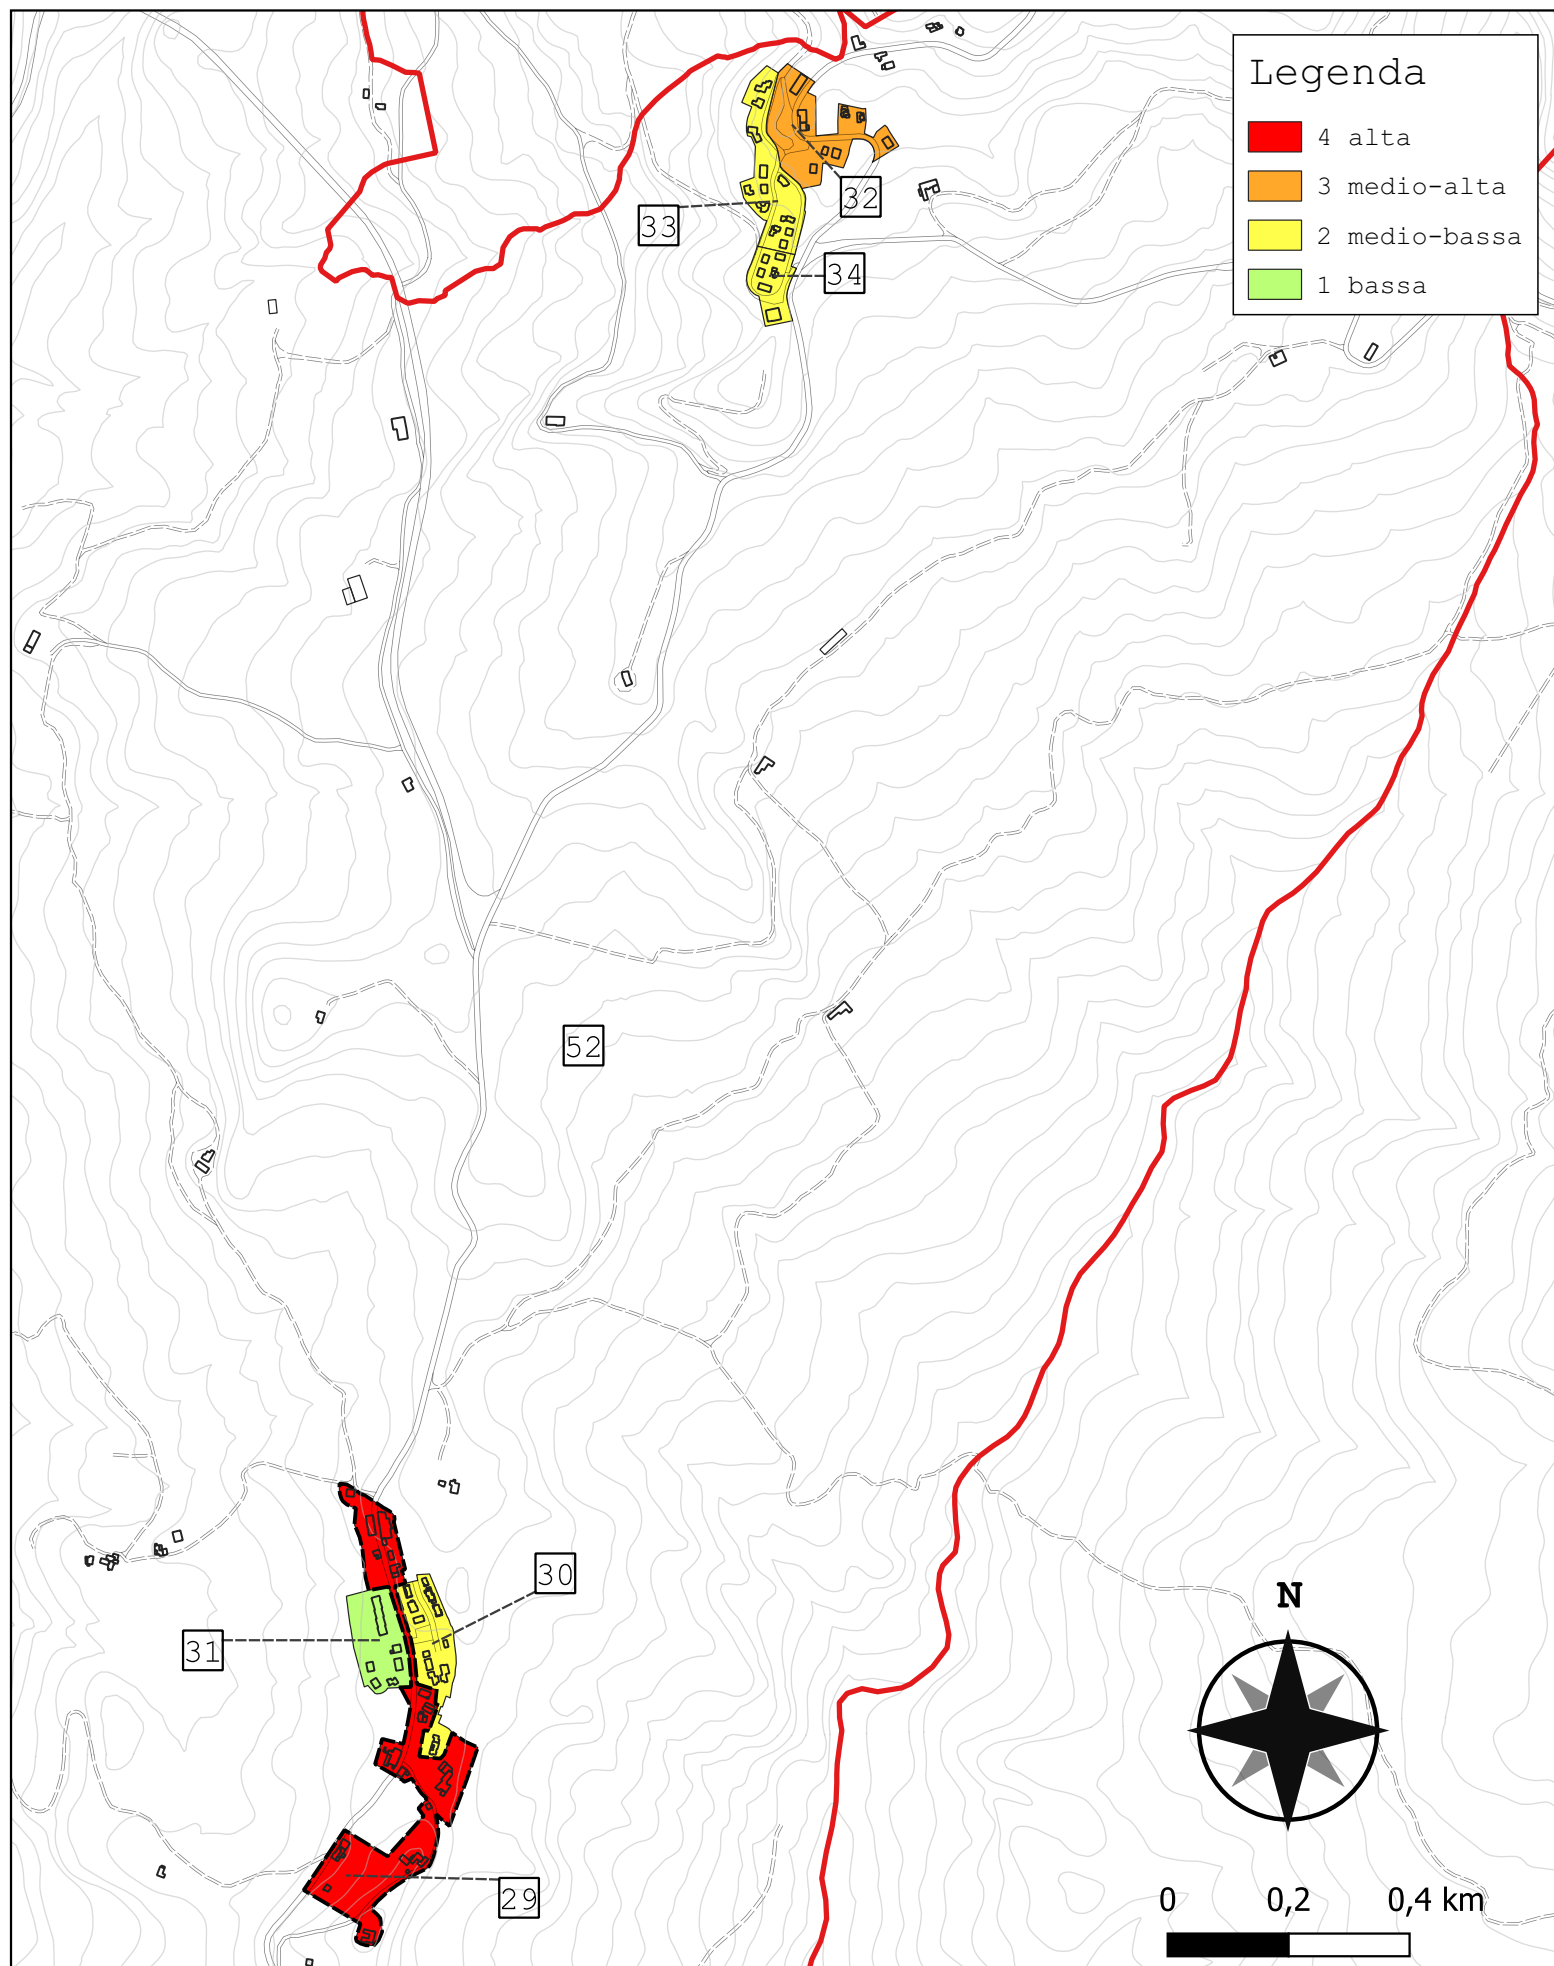 Legenda
4 alta
3 medio-alta
2 medio-bassa
1 bassa
32
33
34
52
30
31
29
N
0 0,2 0,4 km